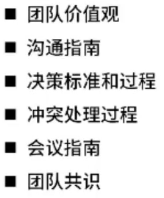 ■ 团队价值观
■ 沟通指南
■ 决策标准和过程
■ 冲突处理过程
■ 会议指南
■ 团队共识